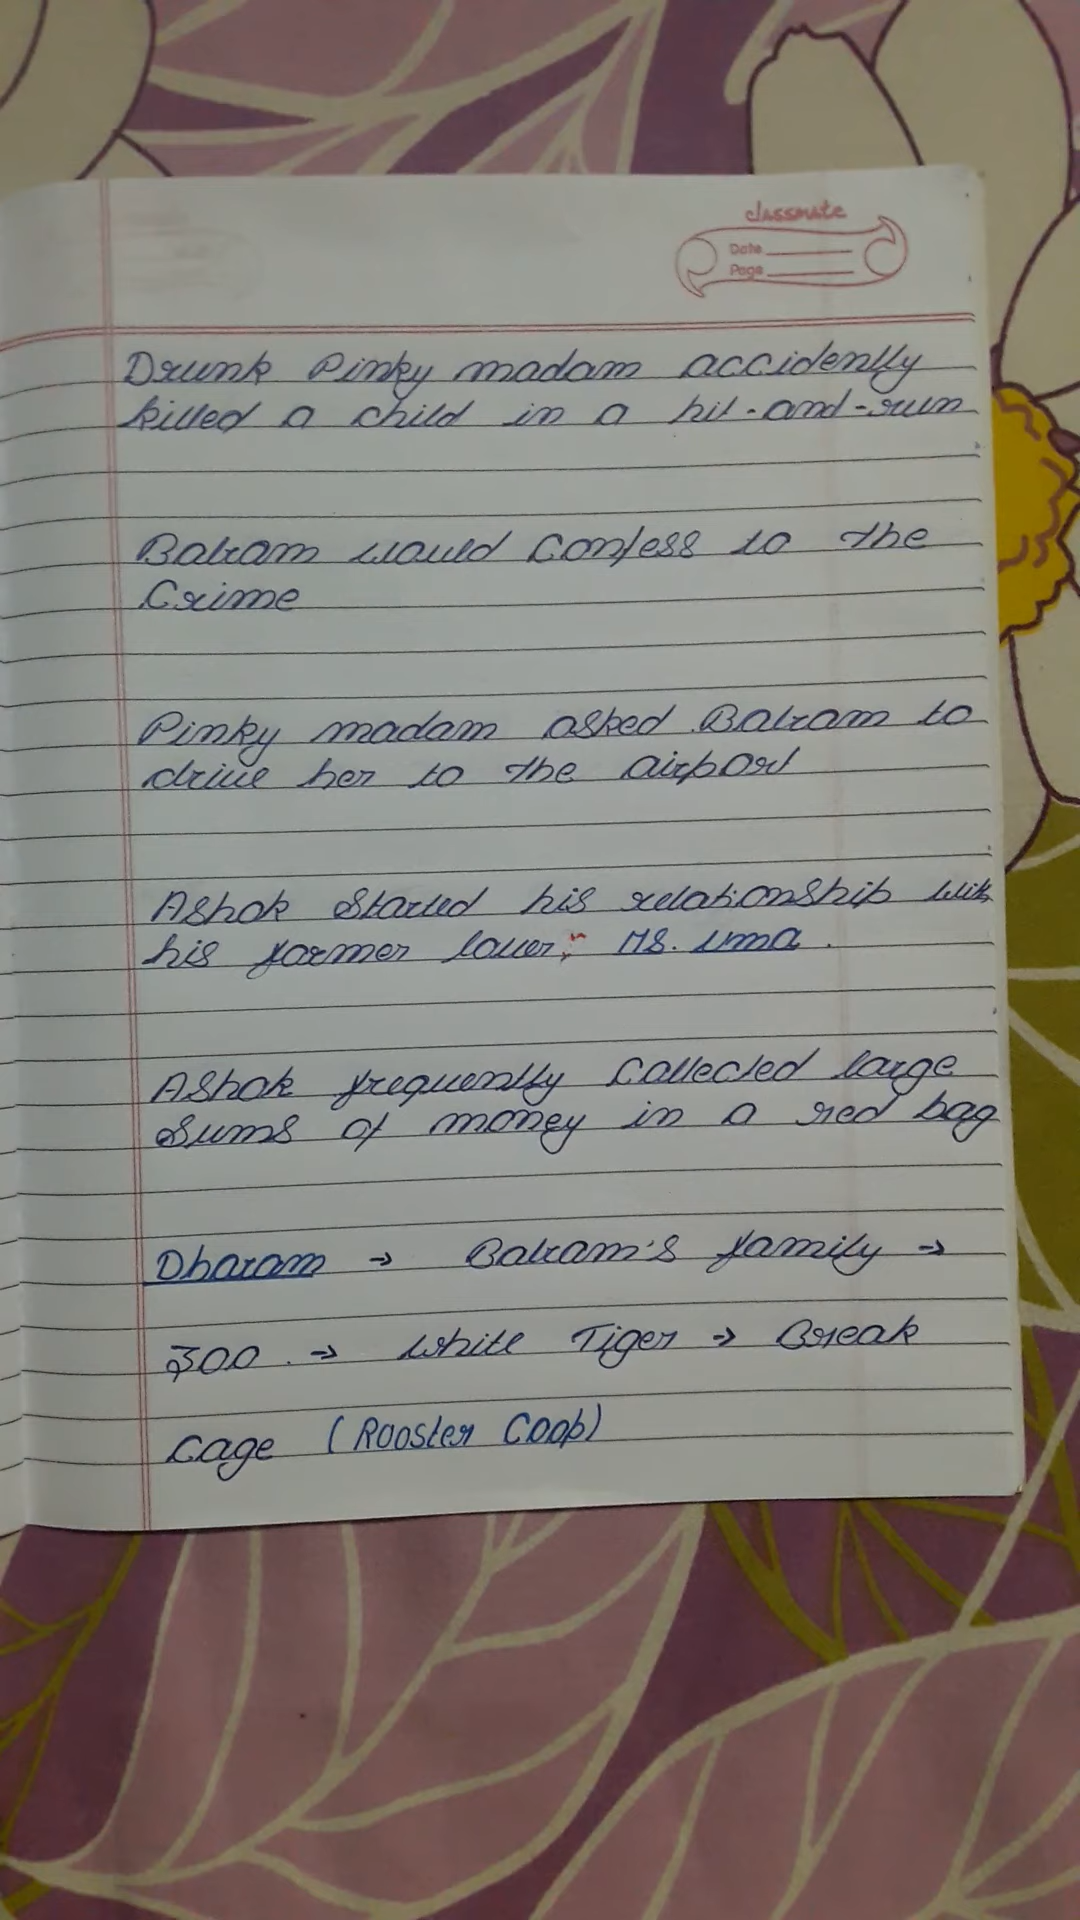 classmate
Date
Page
Drunk Pinky madam accidently
killed a child in a hit-and-run
Balram would Confess to the
Crime
Pinky madam asked Balram to
drive her to the airport
Ashok started his relationship with
his former lover, Ms. Uma.
Ashok frequently Collected large
Sums of money in a red bag
Dharam → Balram's family →
300 → White Tiger → Break
Cage (Rooster Coop)